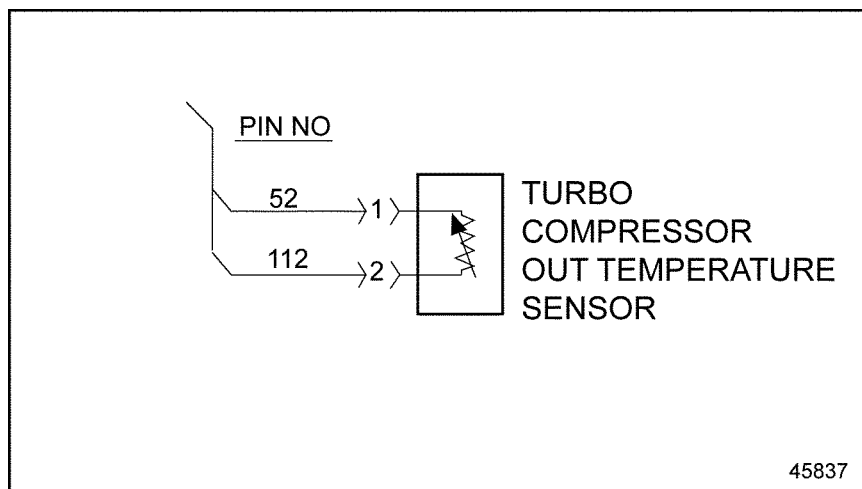 PIN NO
52
1
112
2
TURBO
COMPRESSOR
OUT TEMPERATURE
SENSOR
45837